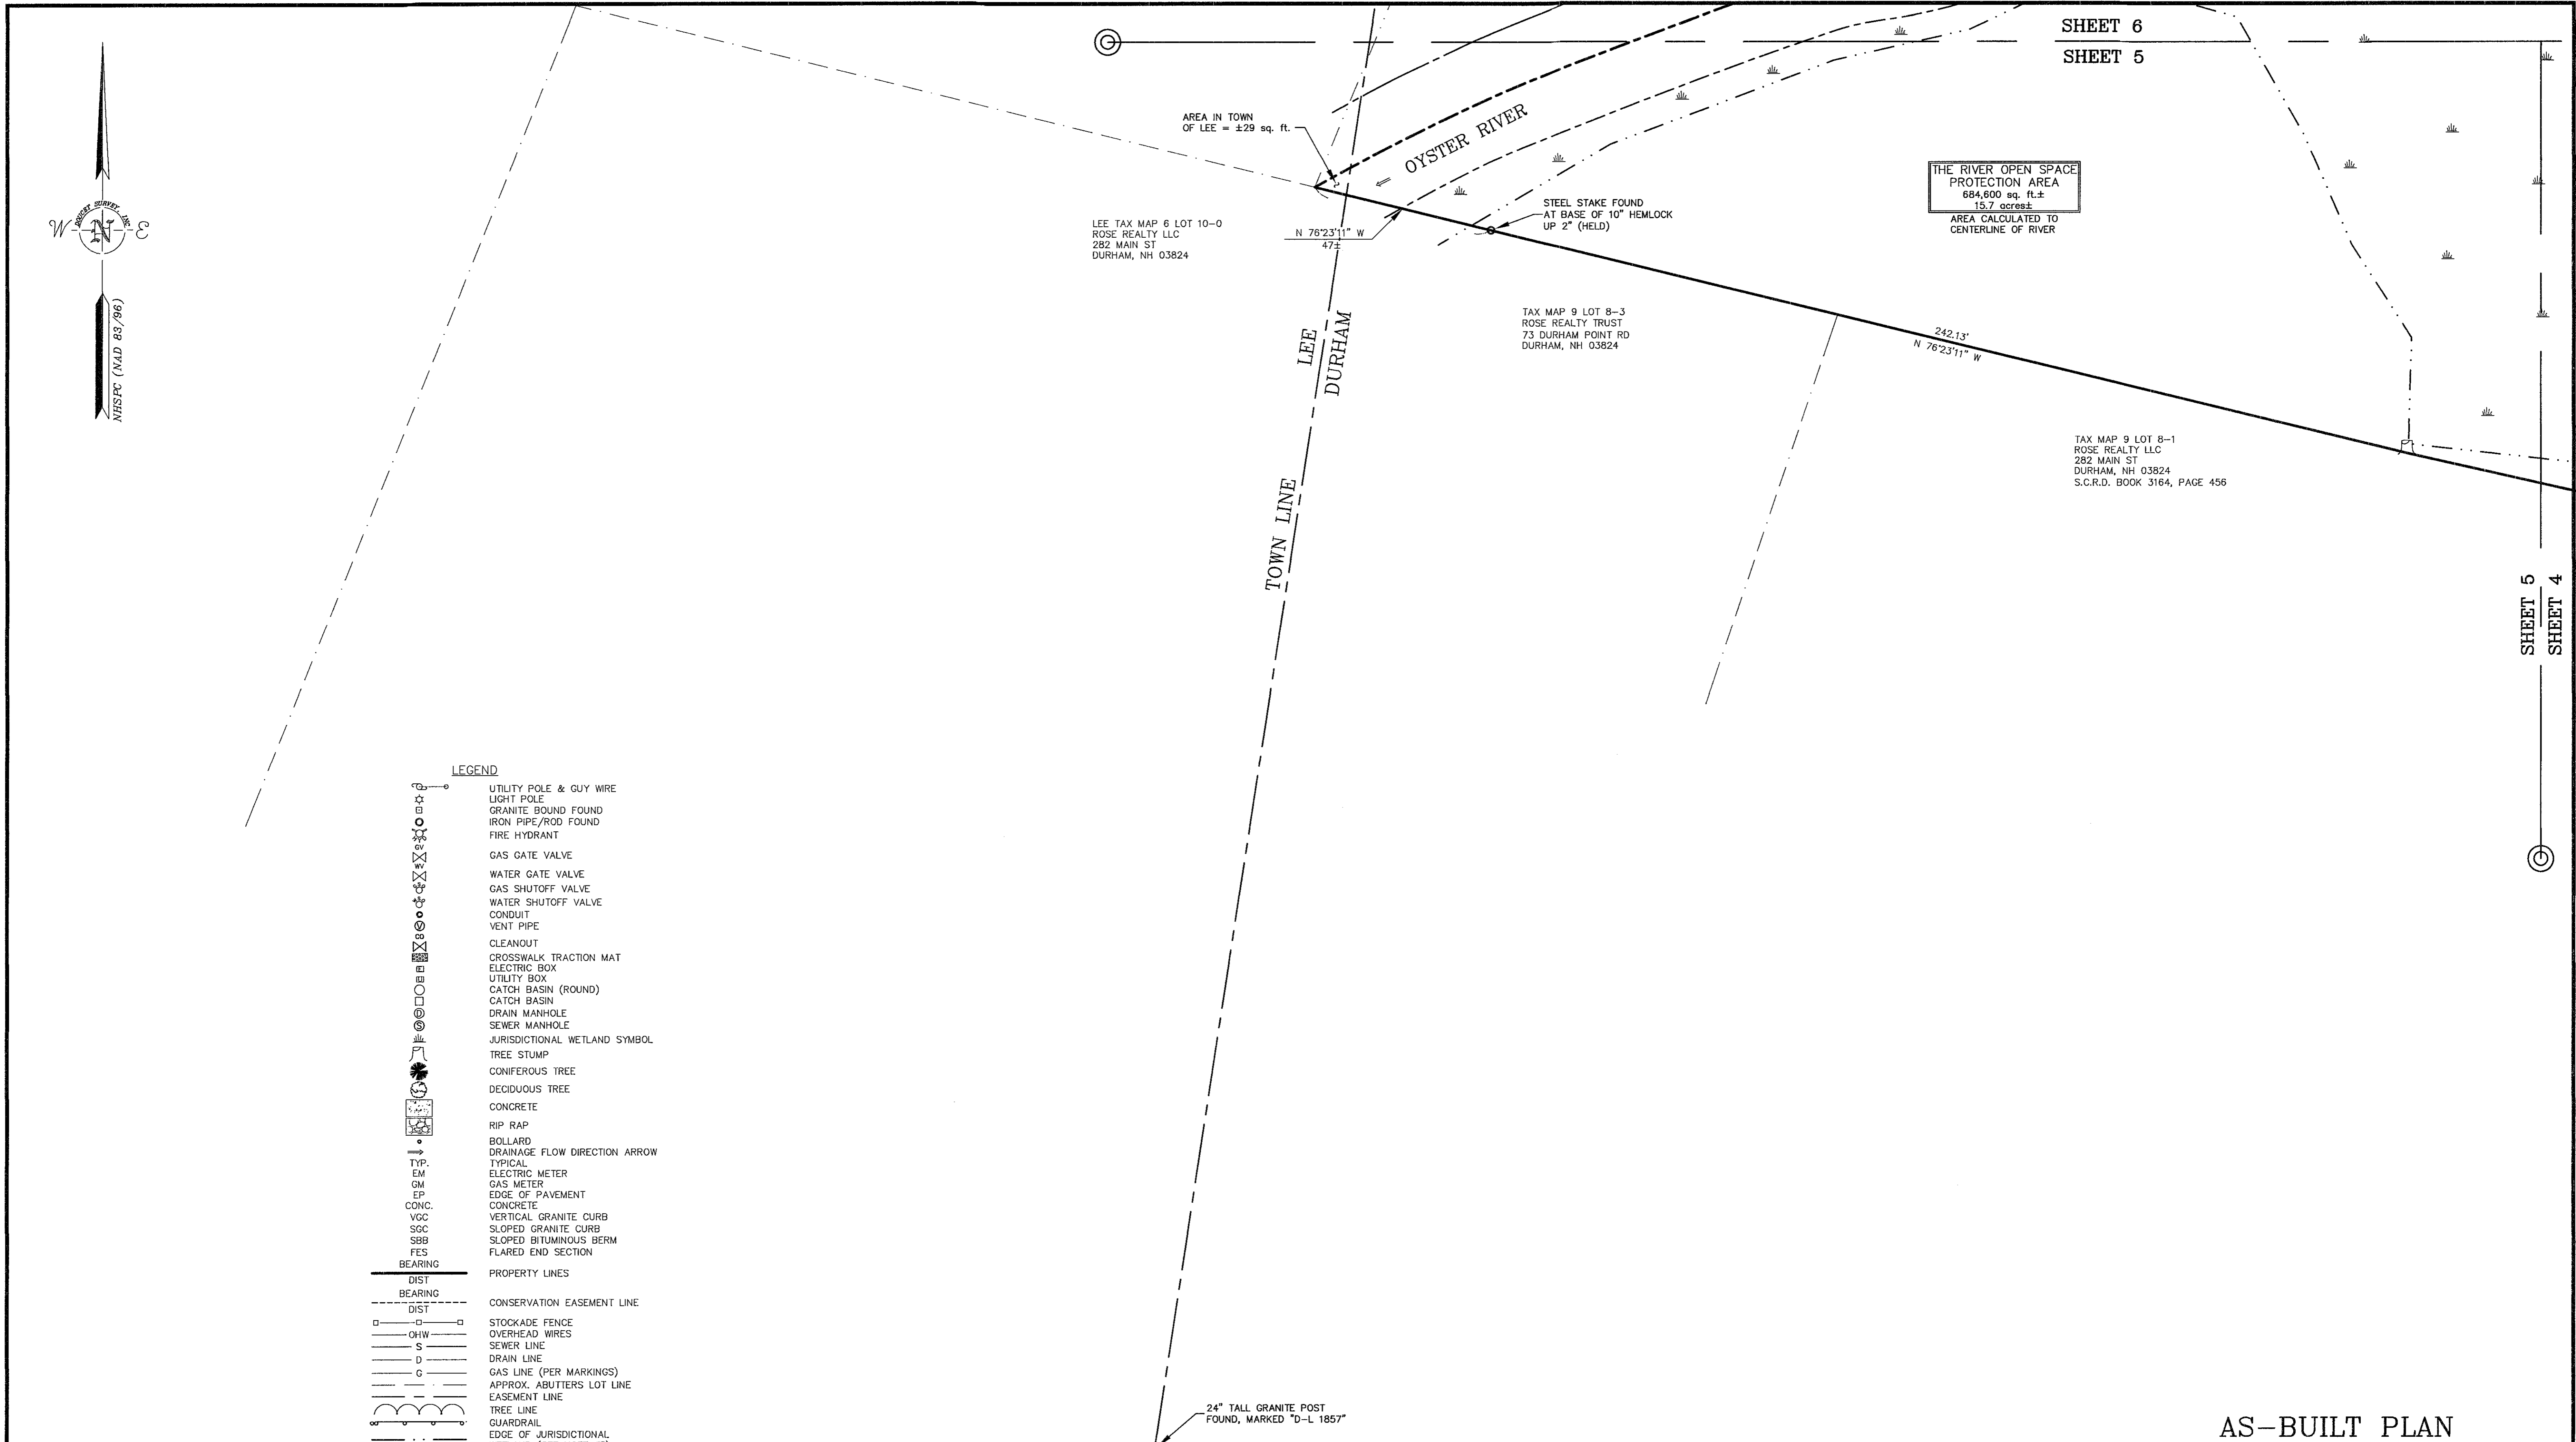 SHEET 6
SHEET 5
AREA IN TOWN
OF LEE = ±29 sq. ft.
OYSTER RIVER
THE RIVER OPEN SPACE
PROTECTION AREA
684,600 sq. ft.±
15.7 acres±
AREA CALCULATED TO
CENTERLINE OF RIVER
DOUCET SURVEY, INC.
W N E
NHSPC (NAD 83/96)
LEE TAX MAP 6 LOT 10-0
ROSE REALTY LLC
282 MAIN ST
DURHAM, NH 03824
N 76°23'11" W
47±
STEEL STAKE FOUND
AT BASE OF 10" HEMLOCK
UP 2" (HELD)
TAX MAP 9 LOT 8-3
ROSE REALTY TRUST
73 DURHAM POINT RD
DURHAM, NH 03824
LEE
DURHAM
242.13'
N 76°23'11" W
TAX MAP 9 LOT 8-1
ROSE REALTY LLC
282 MAIN ST
DURHAM, NH 03824
S.C.R.D. BOOK 3164, PAGE 456
TOWN LINE
SHEET 5
SHEET 4
LEGEND
UTILITY POLE & GUY WIRE
LIGHT POLE
GRANITE BOUND FOUND
IRON PIPE/ROD FOUND
FIRE HYDRANT
GV
GAS GATE VALVE
WV
WATER GATE VALVE
GAS SHUTOFF VALVE
WATER SHUTOFF VALVE
CONDUIT
V VENT PIPE
CLEANOUT
CROSSWALK TRACTION MAT
E ELECTRIC BOX
UTILITY BOX
CATCH BASIN (ROUND)
CATCH BASIN
D DRAIN MANHOLE
S SEWER MANHOLE
JURISDICTIONAL WETLAND SYMBOL
TREE STUMP
CONIFEROUS TREE
DECIDUOUS TREE
CONCRETE
RIP RAP
BOLLARD
DRAINAGE FLOW DIRECTION ARROW
TYP. TYPICAL
EM ELECTRIC METER
GM GAS METER
EP EDGE OF PAVEMENT
CONC. CONCRETE
VGC VERTICAL GRANITE CURB
SGC SLOPED GRANITE CURB
SBB SLOPED BITUMINOUS BERM
FES FLARED END SECTION
BEARING
PROPERTY LINES
DIST
BEARING
CONSERVATION EASEMENT LINE
DIST
STOCKADE FENCE
OHW OVERHEAD WIRES
S SEWER LINE
D DRAIN LINE
G GAS LINE (PER MARKINGS)
APPROX. ABUTTERS LOT LINE
EASEMENT LINE
TREE LINE
GUARDRAIL
EDGE OF JURISDICTIONAL
24" TALL GRANITE POST
FOUND, MARKED "D-L 1857"
AS-BUILT PLAN